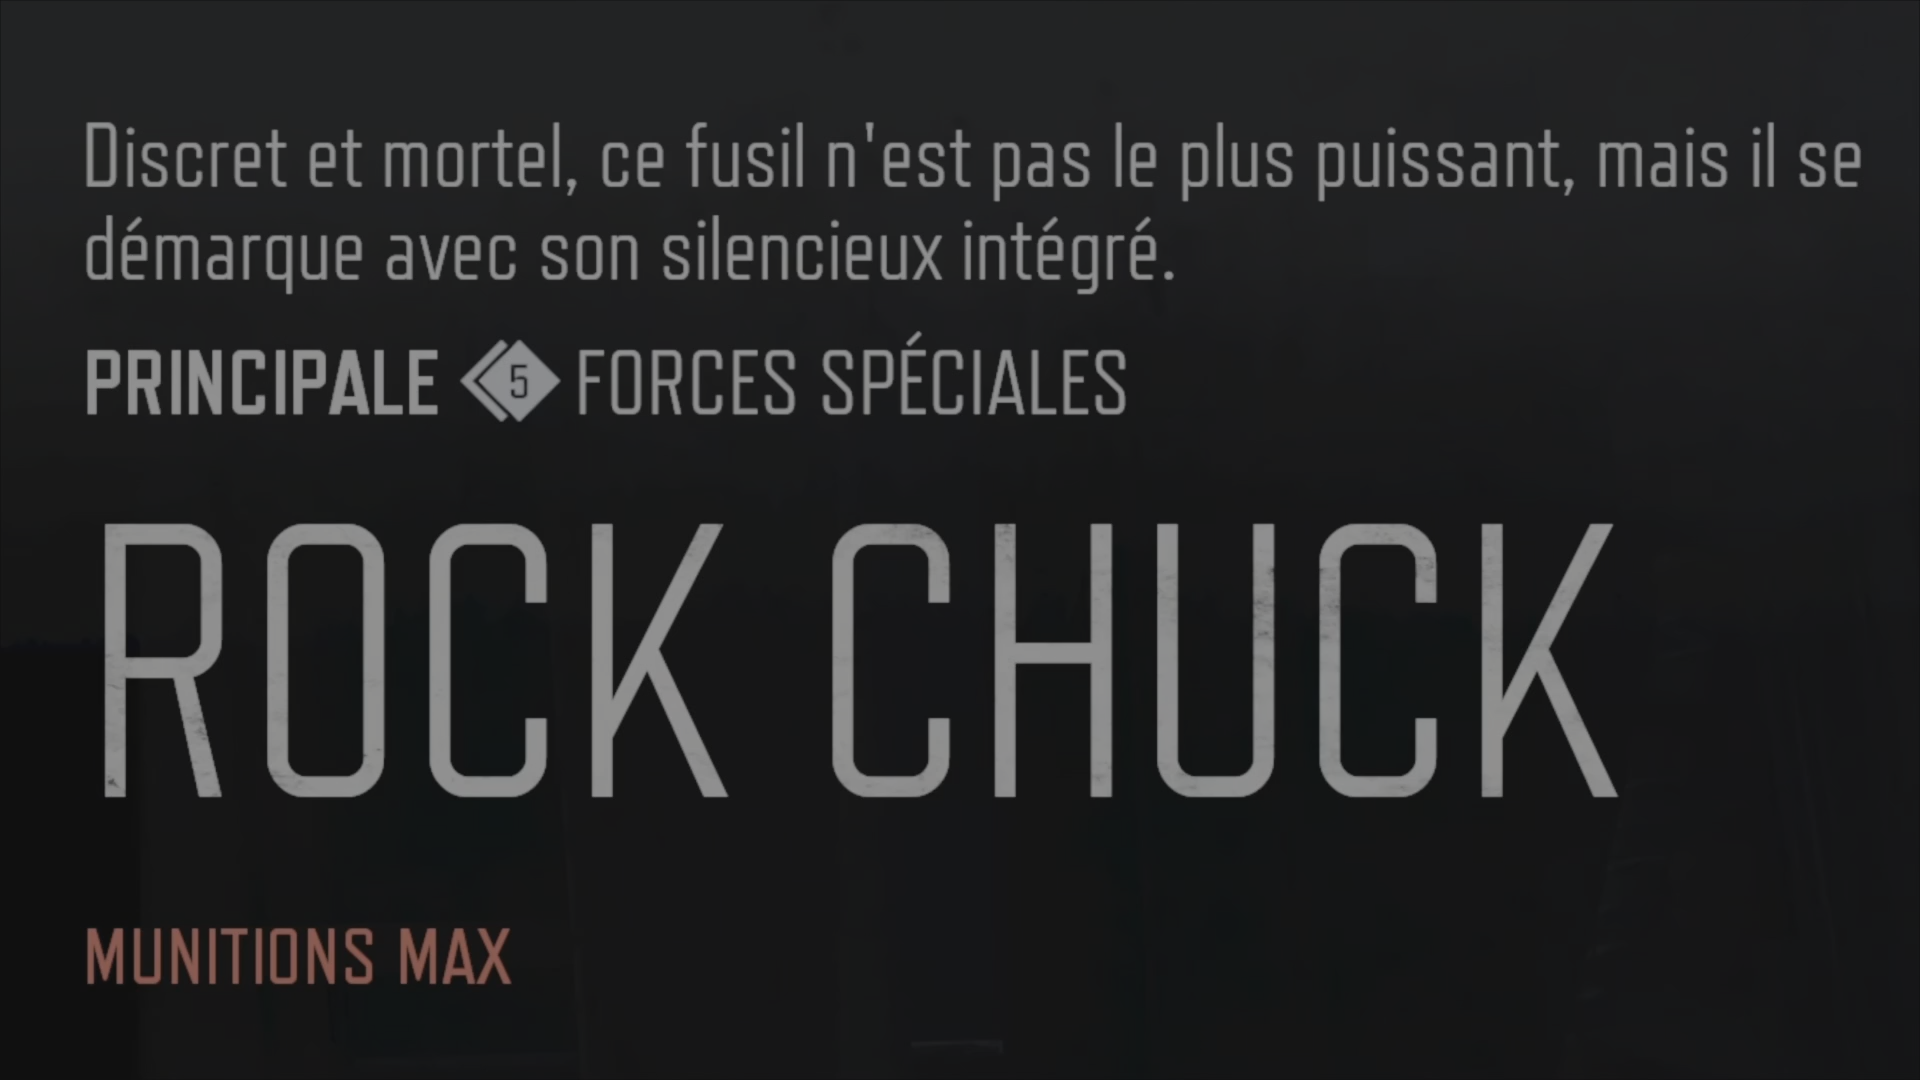 Discret et mortel, ce fusil n'est pas le plus puissant, mais il se
démarque avec son silencieux intégré.
PRINCIPALE 5 FORCES SPÉCIALES
ROCK CHUCK
MUNITIONS MAX